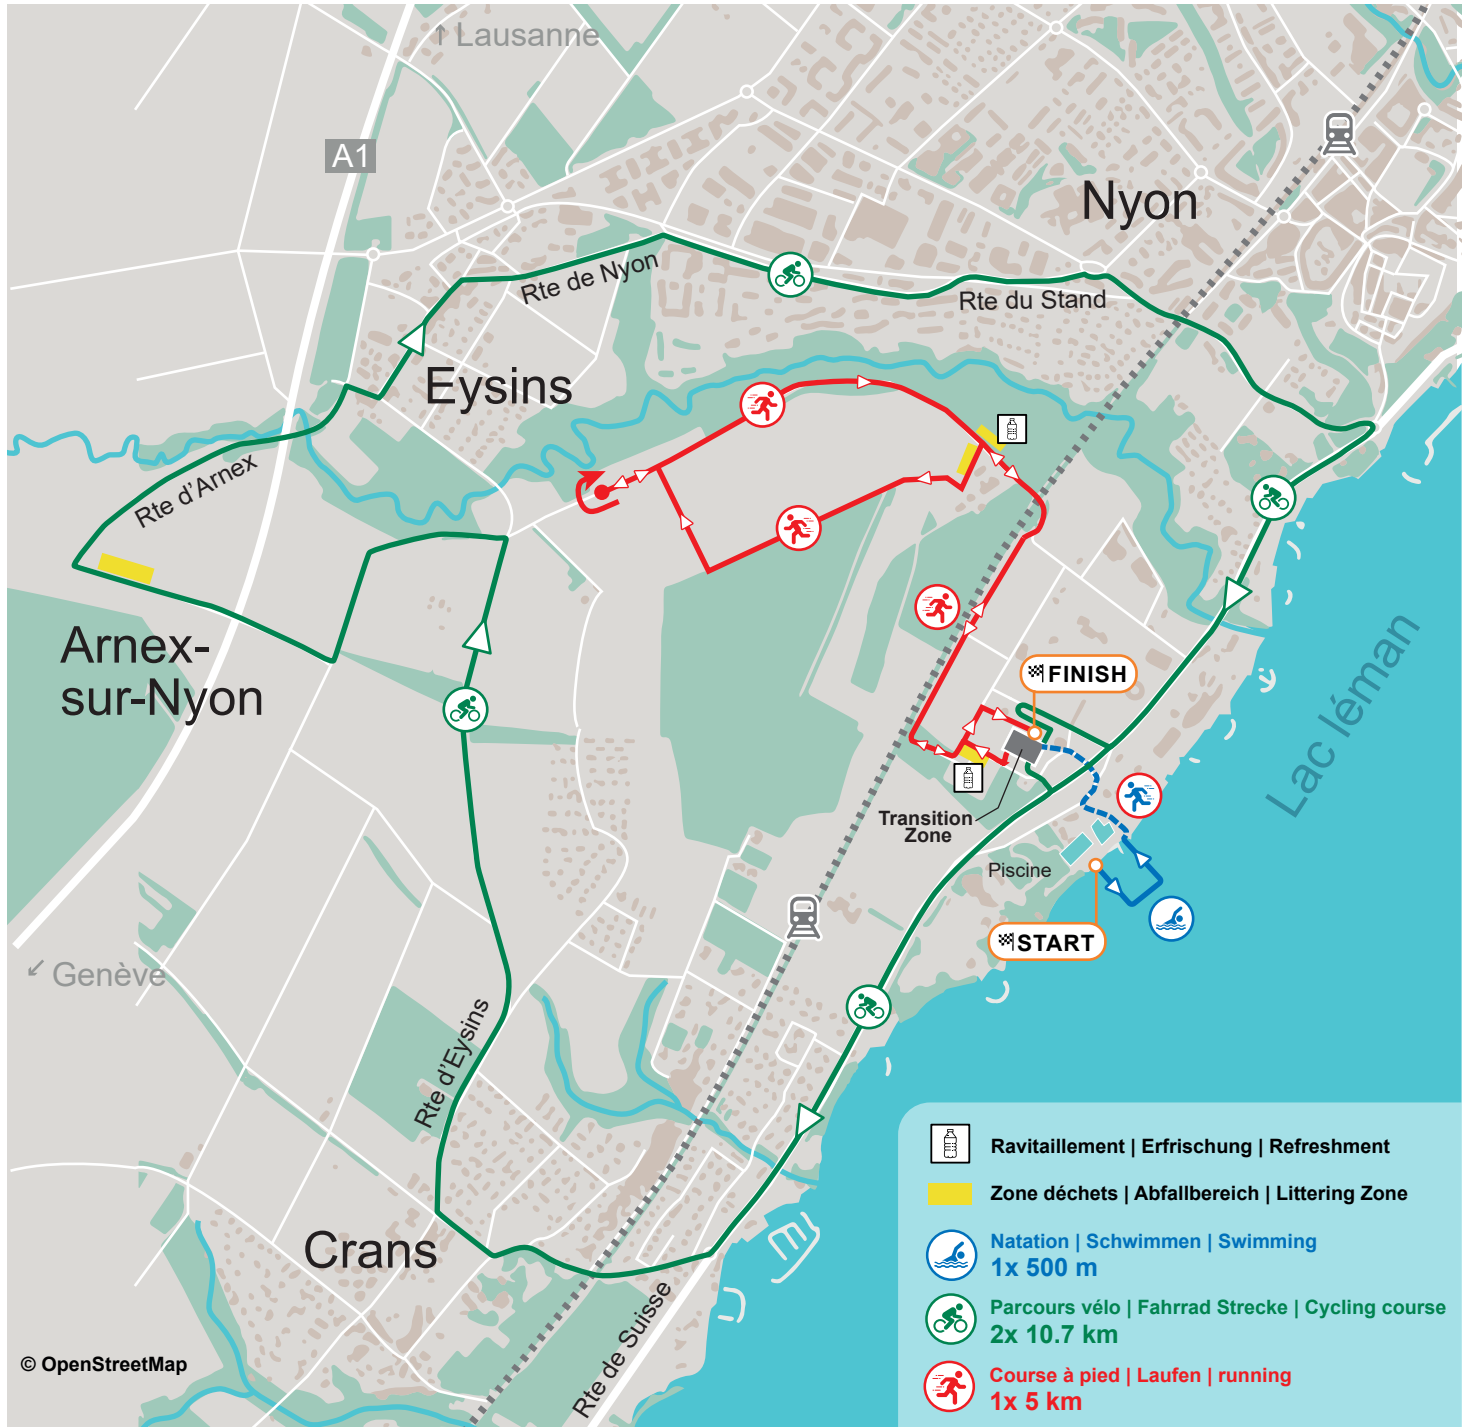 ↑ Lausanne
A1
Nyon
Rte de Nyon
Rte du Stand
Eysins
Rte d'Arnex
Arnex-
sur-Nyon
FINISH
Lac léman
Transition
Zone
Piscine
START
↙ Genève
Rte d'Eysins
Crans
Rte de Suisse
© OpenStreetMap
Ravitaillement | Erfrischung | Refreshment
Zone déchets | Abfallbereich | Littering Zone
Natation | Schwimmen | Swimming
1x 500 m
Parcours vélo | Fahrrad Strecke | Cycling course
2x 10.7 km
Course à pied | Laufen | running
1x 5 km